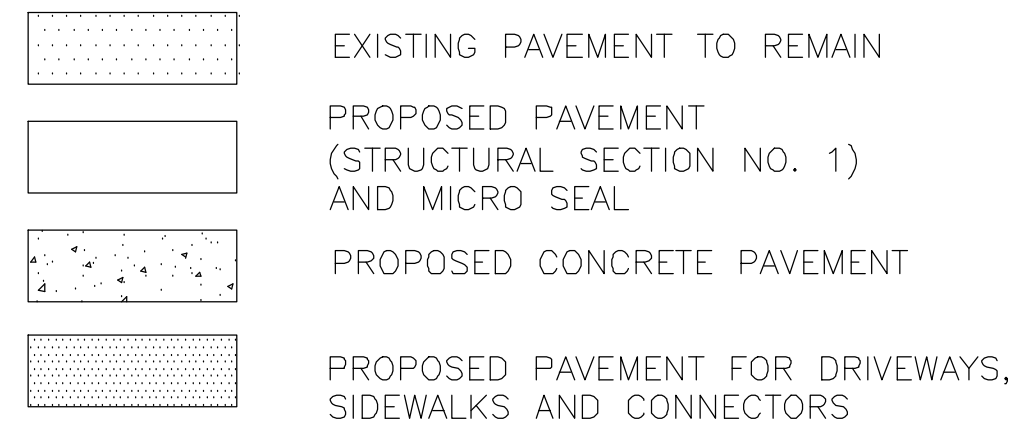 EXISTING PAVEMENT TO REMAIN
PROPOSED PAVEMENT
(STRUCTURAL SECTION NO. 1)
AND MICRO SEAL
PROPOSED CONCRETE PAVEMENT
PROPOSED PAVEMENT FOR DRIVEWAYS,
SIDEWALKS AND CONNECTORS